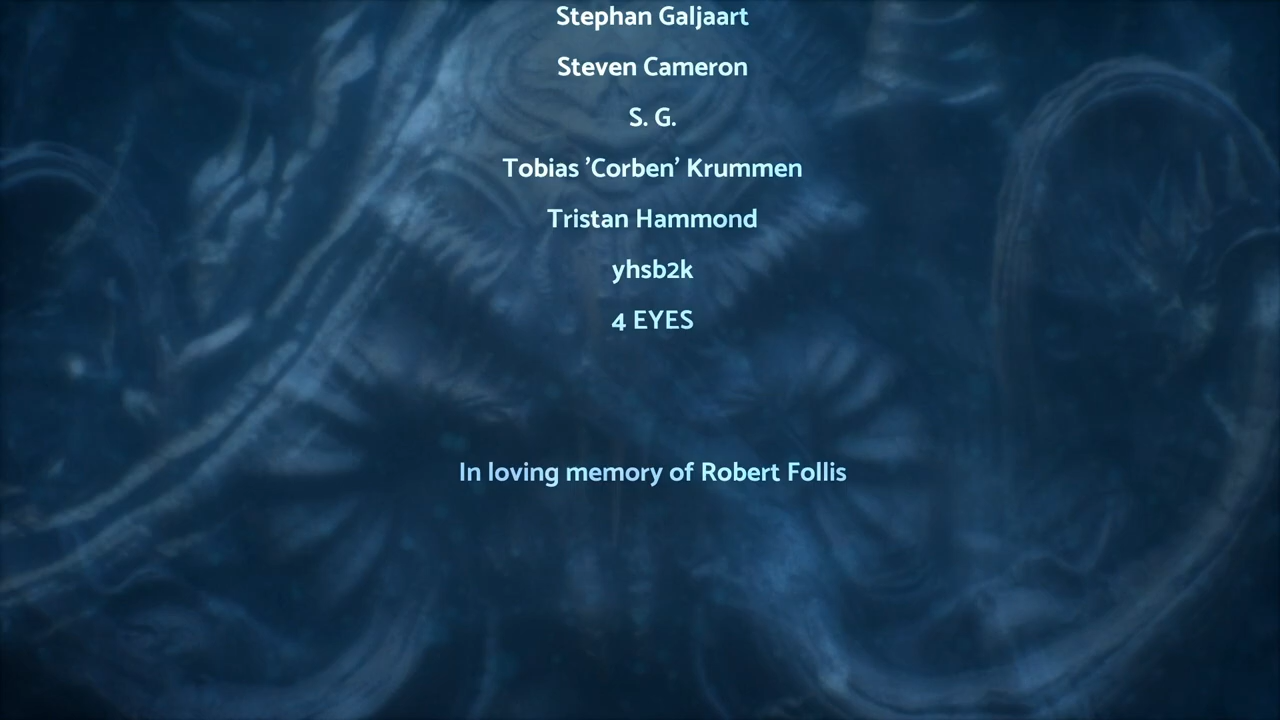 Stephan Galjaart
Steven Cameron
S. G.
Tobias 'Corben' Krummen
Tristan Hammond
yhsb2k
4 EYES
In loving memory of Robert Follis